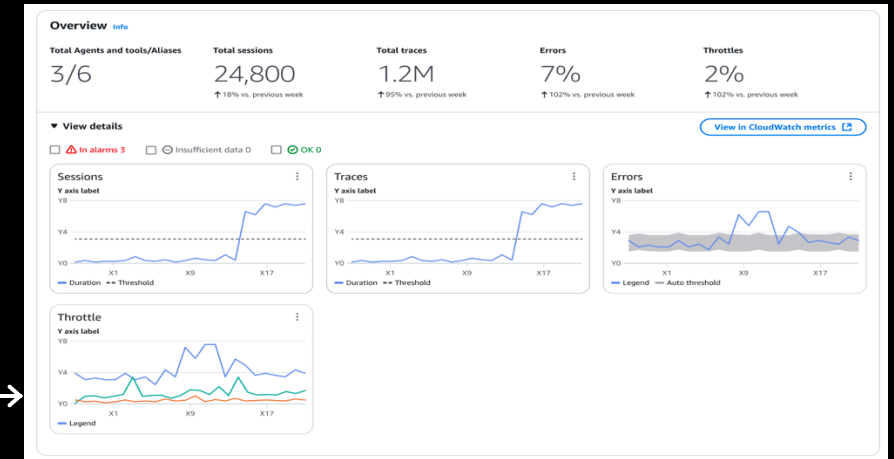 Overview Info
Total Agents and tools/Aliases Total sessions Total traces Errors Throttles
3/6 24,800 1.2M 7% 2%
↑ 18% vs. previous week ↑ 95% vs. previous week ↑ 102% vs. previous week ↑ 102% vs. previous week
▼ View details View in CloudWatch metrics
In alarms 3 Insufficient data 0 OK 0
Sessions
Y axis label
Y8
Y4
Y0
X1 X9 X17
Duration Threshold
Traces
Y axis label
Y8
Y4
Y0
X1 X9 X17
Duration Threshold
Errors
Y axis label
Y8
Y4
Y0
X1 X9 X17
Legend Auto threshold
Throttle
Y axis label
Y8
Y4
Y0
X1 X9 X17
Legend